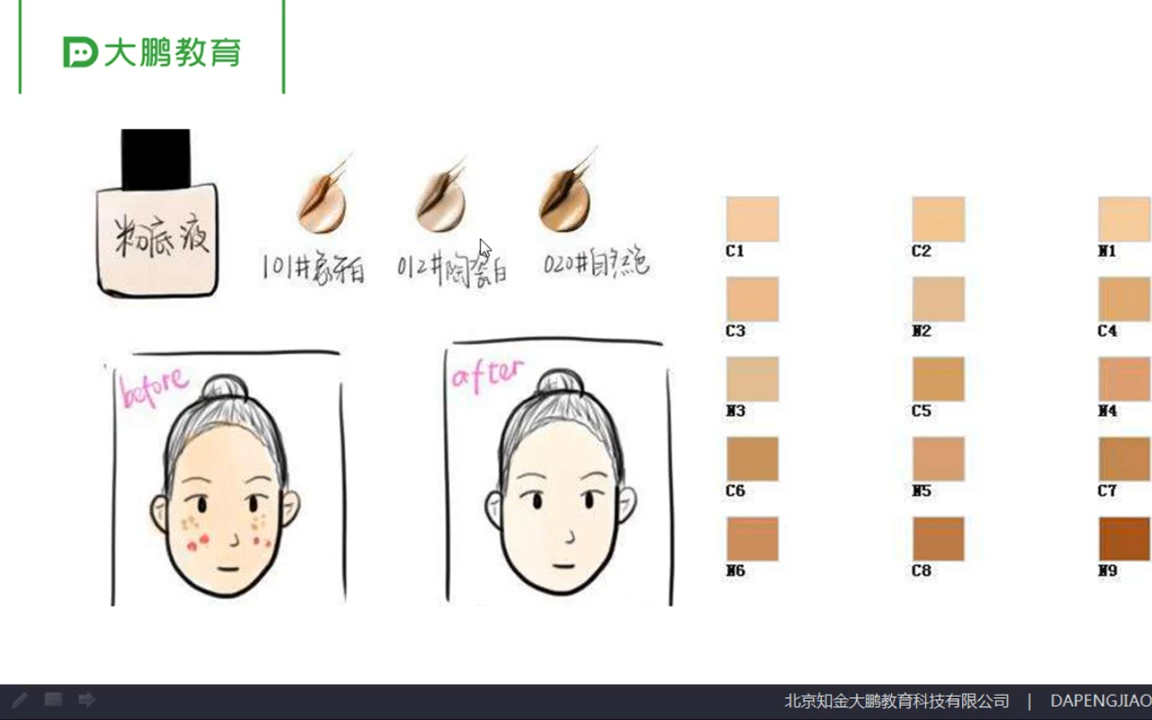 大鹏教育
粉底液
101#象牙白
012#陶瓷白
020#自然色
before
after
C1
C2
N1
C3
N2
C4
N3
C5
N4
C6
N5
C7
N6
C8
N9
北京知金大鹏教育科技有限公司 | DAPENGJIAO